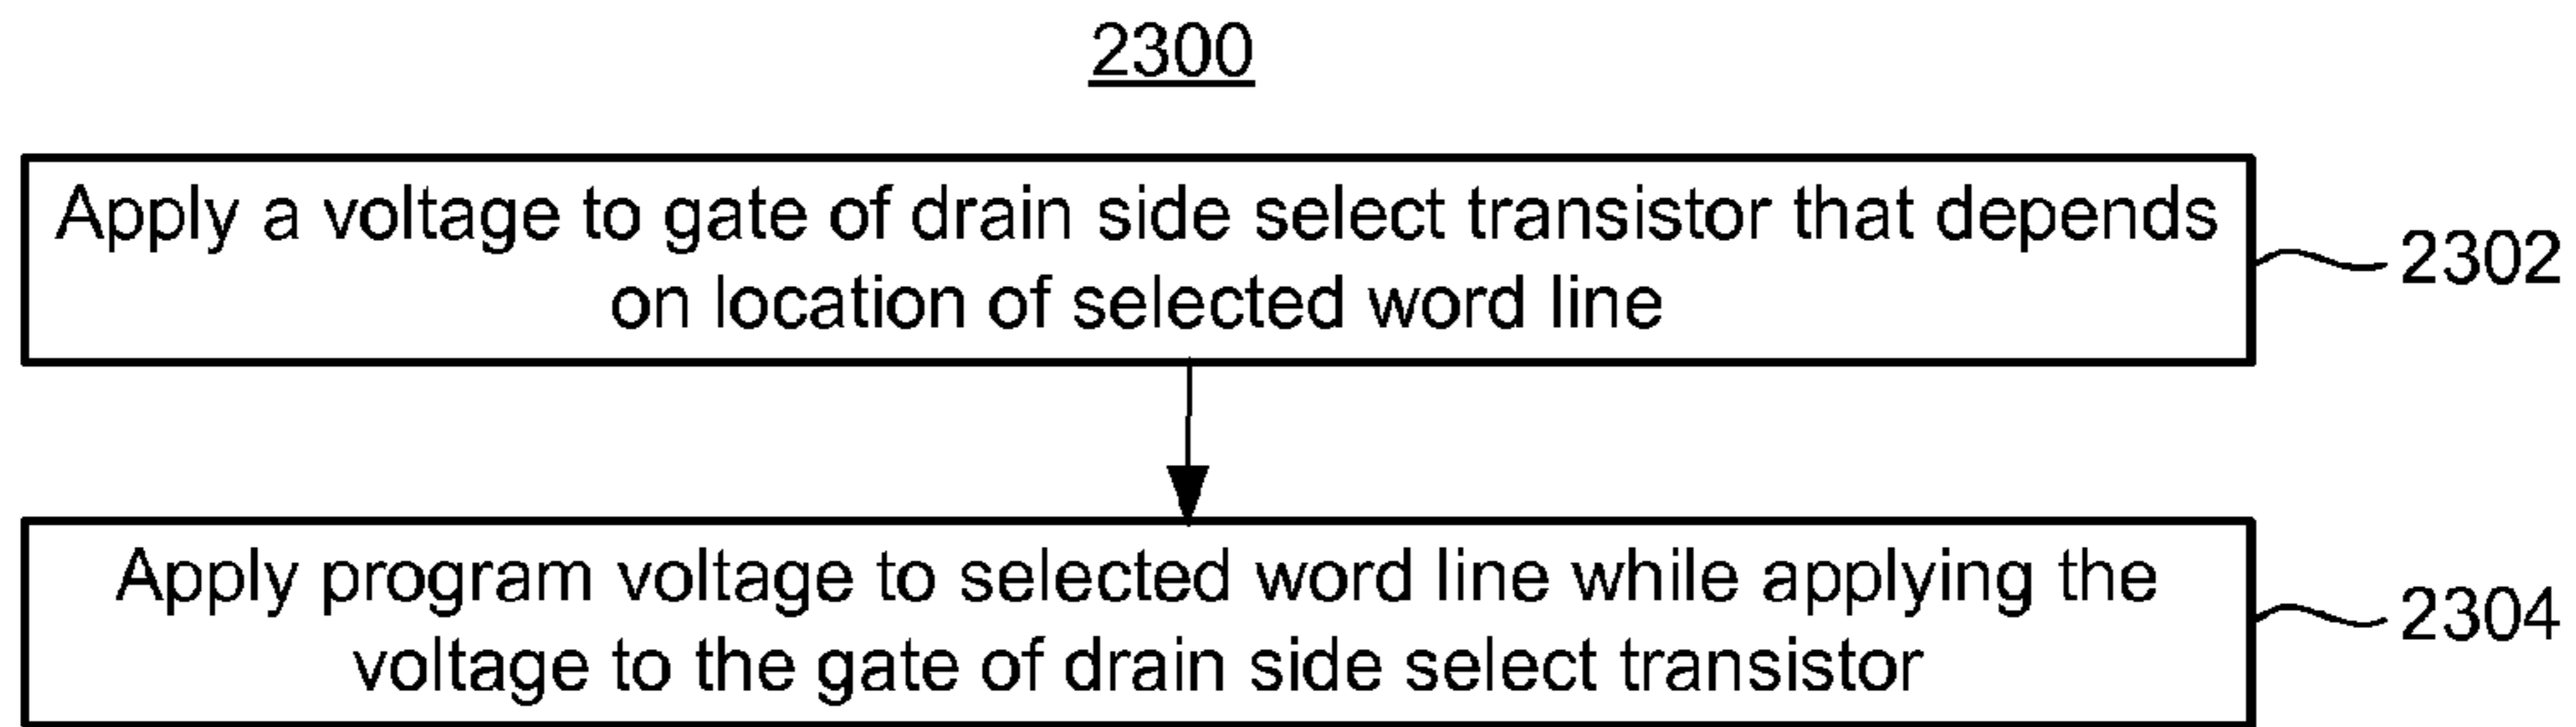 2300
Apply a voltage to gate of drain side select transistor that depends
on location of selected word line
2302
Apply program voltage to selected word line while applying the
voltage to the gate of drain side select transistor
2304